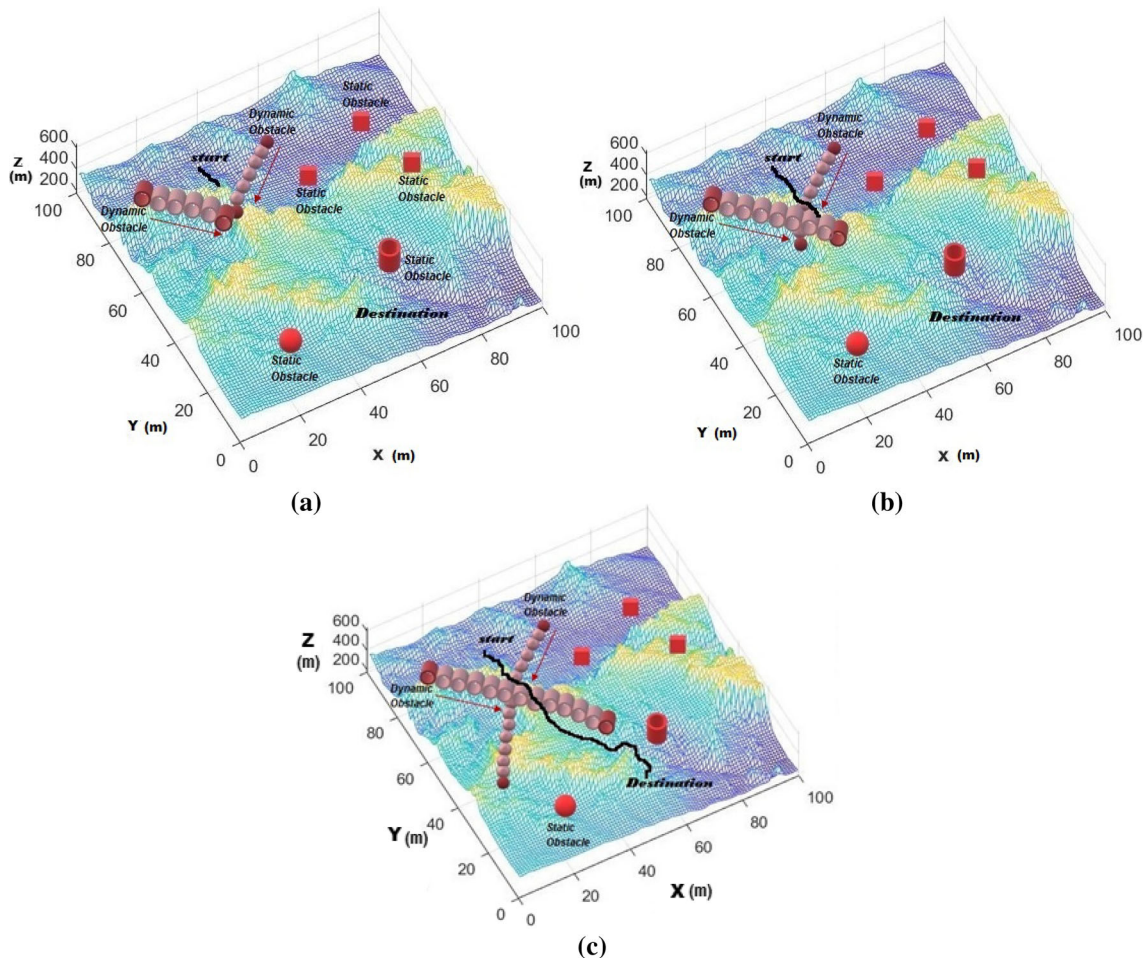 Static
Obstacle
Dynamic
Obstacle
start
Z
(m)
600
400
200
100
Static
Obstacle
Static
Obstacle
Dynamic
Obstacle
80
Static
Obstacle
60
Destination
100
40
Static
Obstacle
80
20
60
Y (m)
40
0
0
20
X (m)
(a)
Dynamic
Obstacle
start
Z
(m)
600
400
200
100
Dynamic
Obstacle
80
60
Destination
100
40
Static
Obstacle
80
20
60
Y (m)
40
0
0
20
X (m)
(b)
Dynamic
Obstacle
start
Z
(m)
600
400
200
100
Dynamic
Obstacle
80
60
Destination
100
40
Static
Obstacle
80
Y (m)
20
60
40
X (m)
20
0
0
(c)